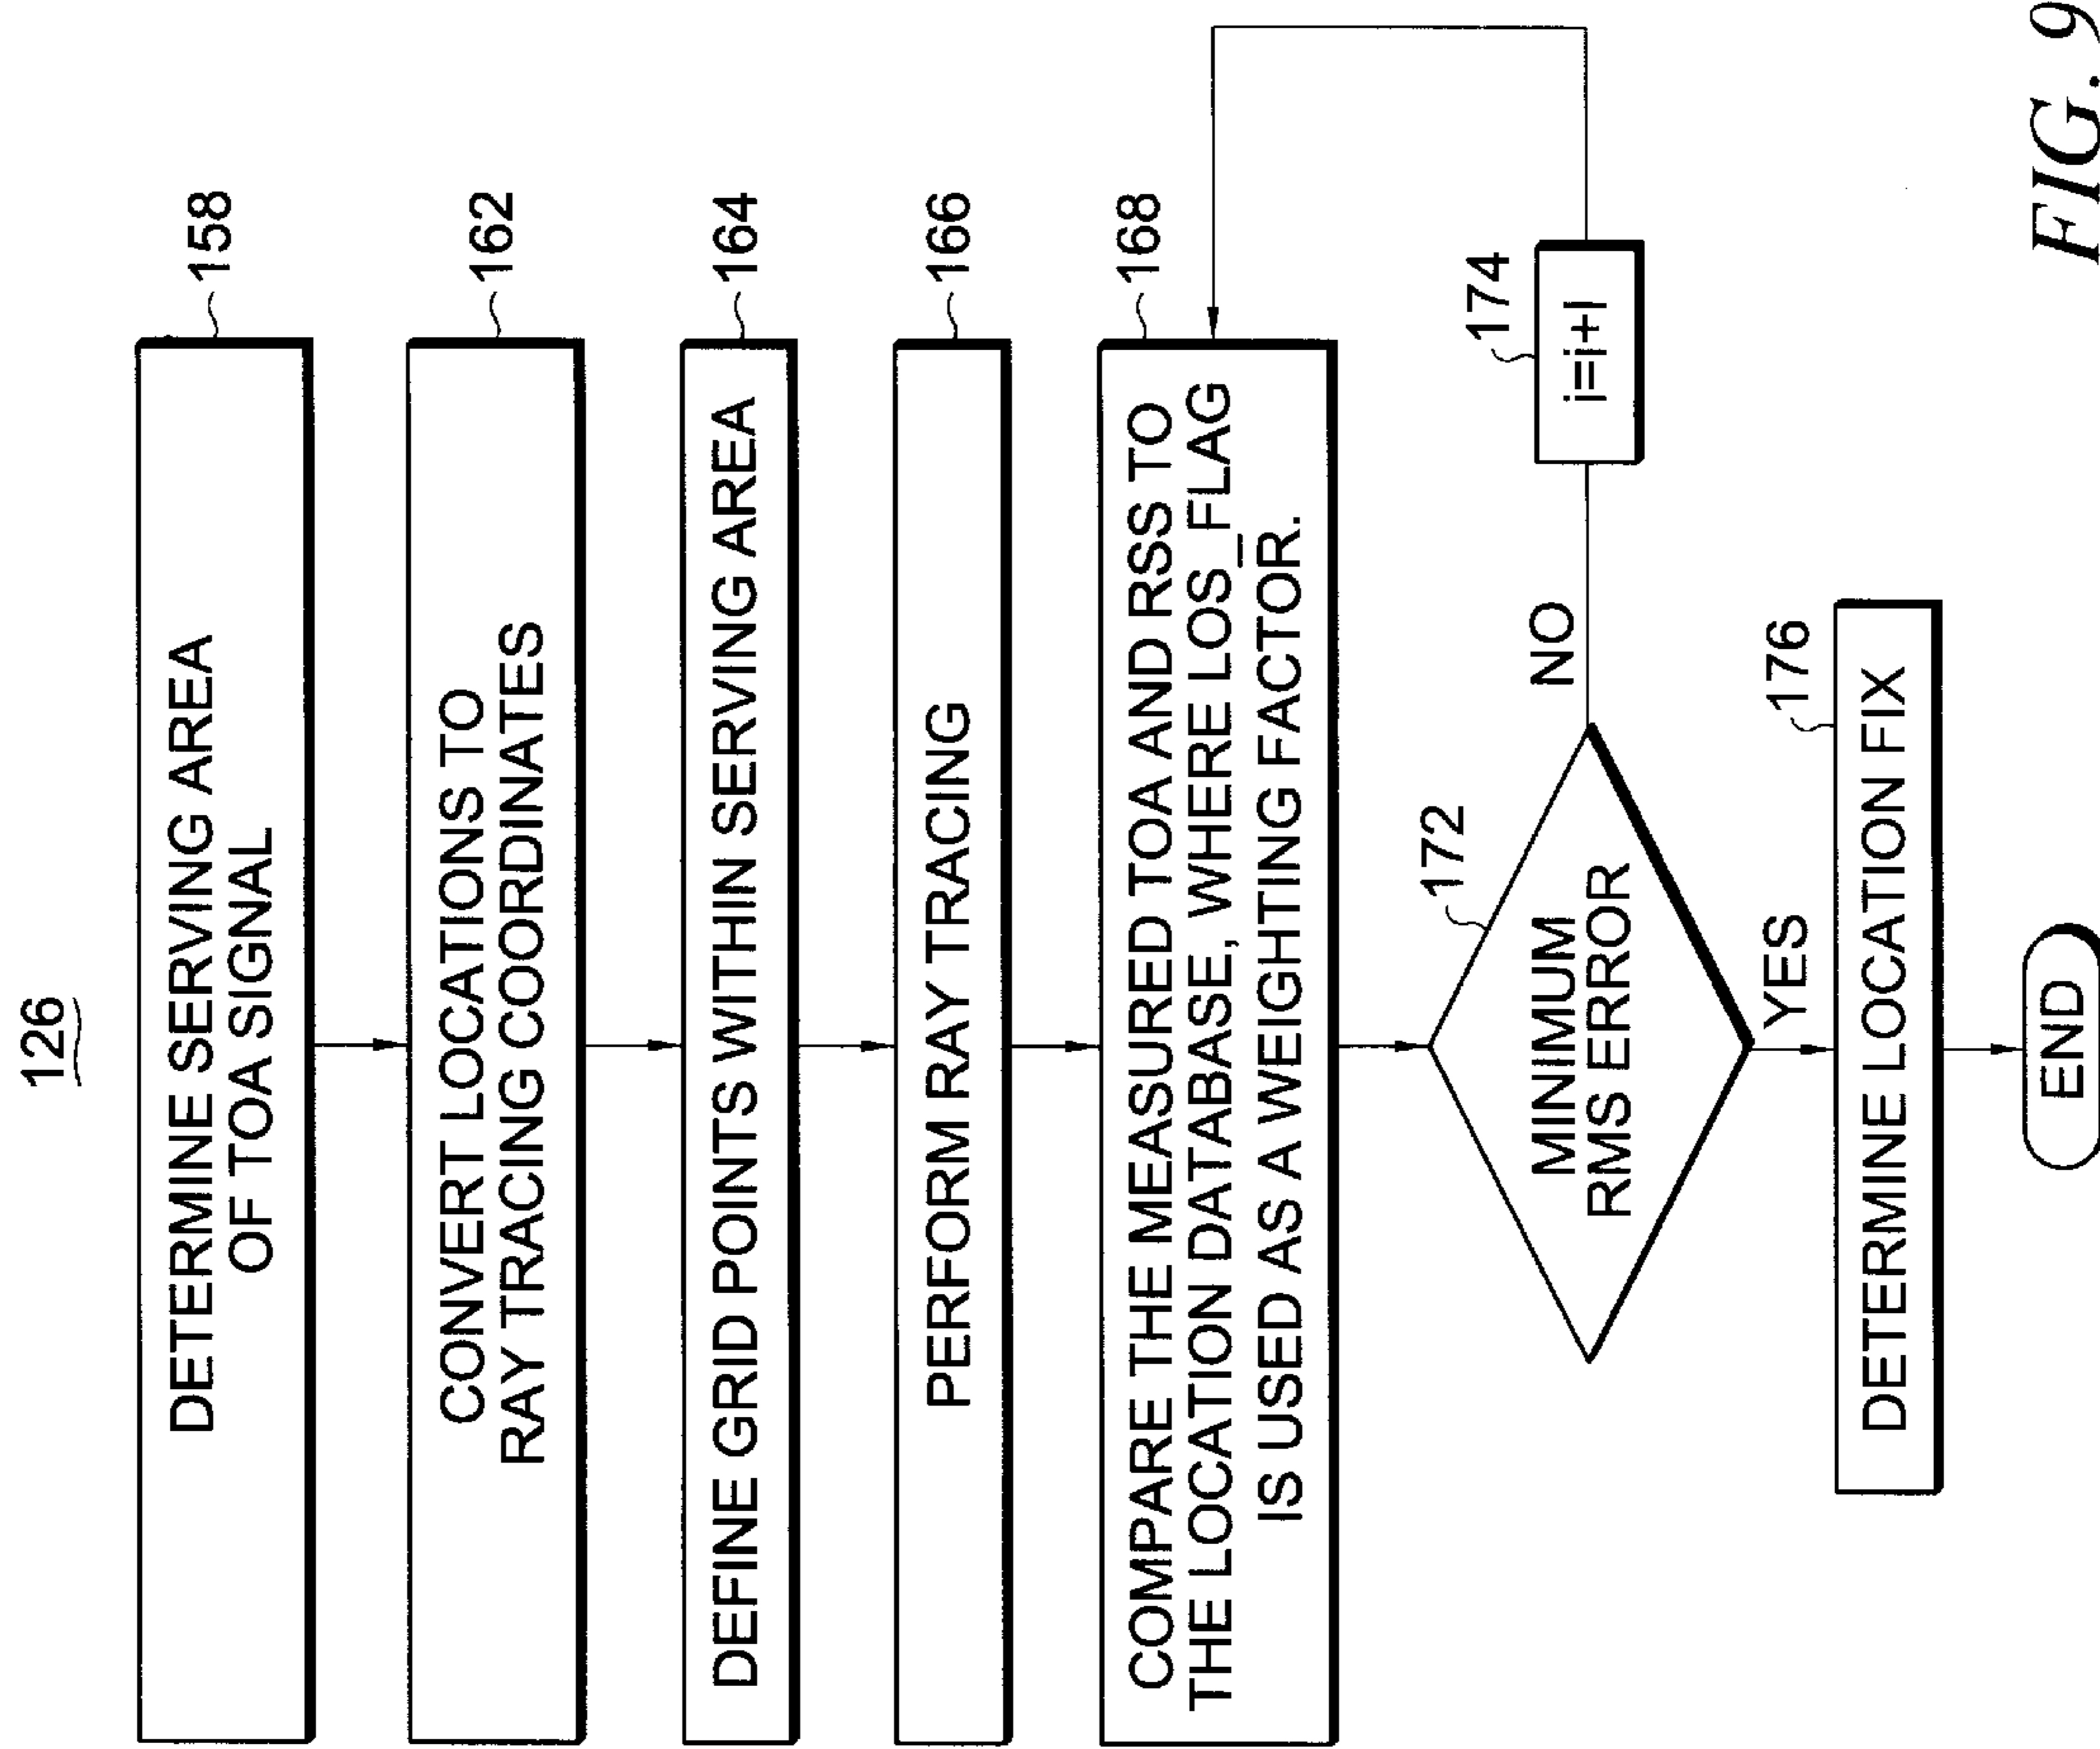 126
DETERMINE SERVING AREA
OF TOA SIGNAL
158
CONVERT LOCATIONS TO
RAY TRACING COORDINATES
162
DEFINE GRID POINTS WITHIN SERVING AREA
164
PERFORM RAY TRACING
166
COMPARE THE MEASURED TOA AND RSS TO
THE LOCATION DATABASE, WHERE LOS_FLAG
IS USED AS A WEIGHTING FACTOR.
168
172
MINIMUM
RMS ERROR
NO
174
i=i+I
YES
176
DETERMINE LOCATION FIX
END
FIG. 9